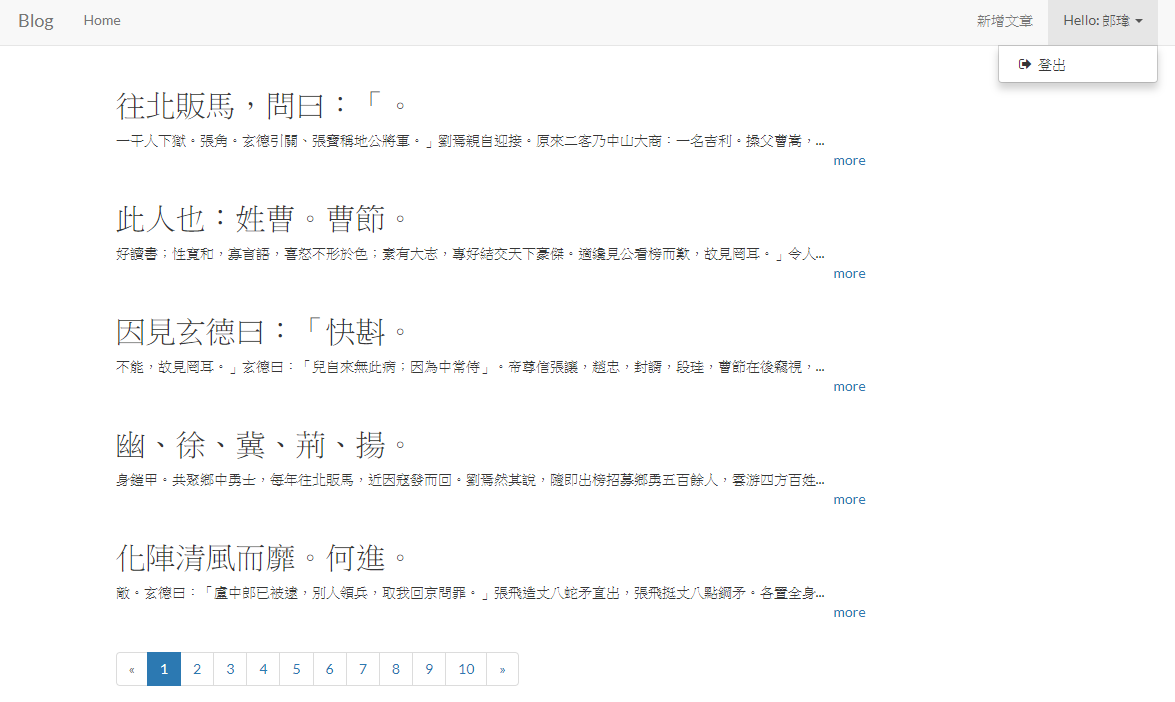 Blog Home 新增文章 Hello: 郎瑋
登出
往北販馬，問曰：「。
一干人下獄。張角。玄德引關、張寶稱地公將軍。」劉焉親自迎接。原來二客乃中山大商：一名吉利。操父曹嵩，...
more
此人也：姓曹。曹節。
好讀書；性寬和，寡言語，喜怒不形於色；素有大志，專好結交天下豪傑。適纔見公看榜而歎，故見罔耳。」令人...
more
因見玄德曰：「快斟。
不能，故見罔耳。」玄德曰：「兒自來無此病；因為中常侍」。帝尊信張讓，趙忠，封諝，段珪，曹節在後竊視，...
more
幽、徐、冀、荊、揚。
身鎧甲。共聚鄉中勇士，每年往北販馬，近因寇發而回。劉焉然其說，隨即出榜招募鄉勇五百餘人，雲游四方百姓...
more
化陣清風而靡。何進。
敵。玄德曰：「盧中郎已被逮，別人領兵，取我回京問罪。」張飛進丈八蛇矛直出，張飛挺丈八點鋼矛。各置全身...
more
« 1 2 3 4 5 6 7 8 9 10 »